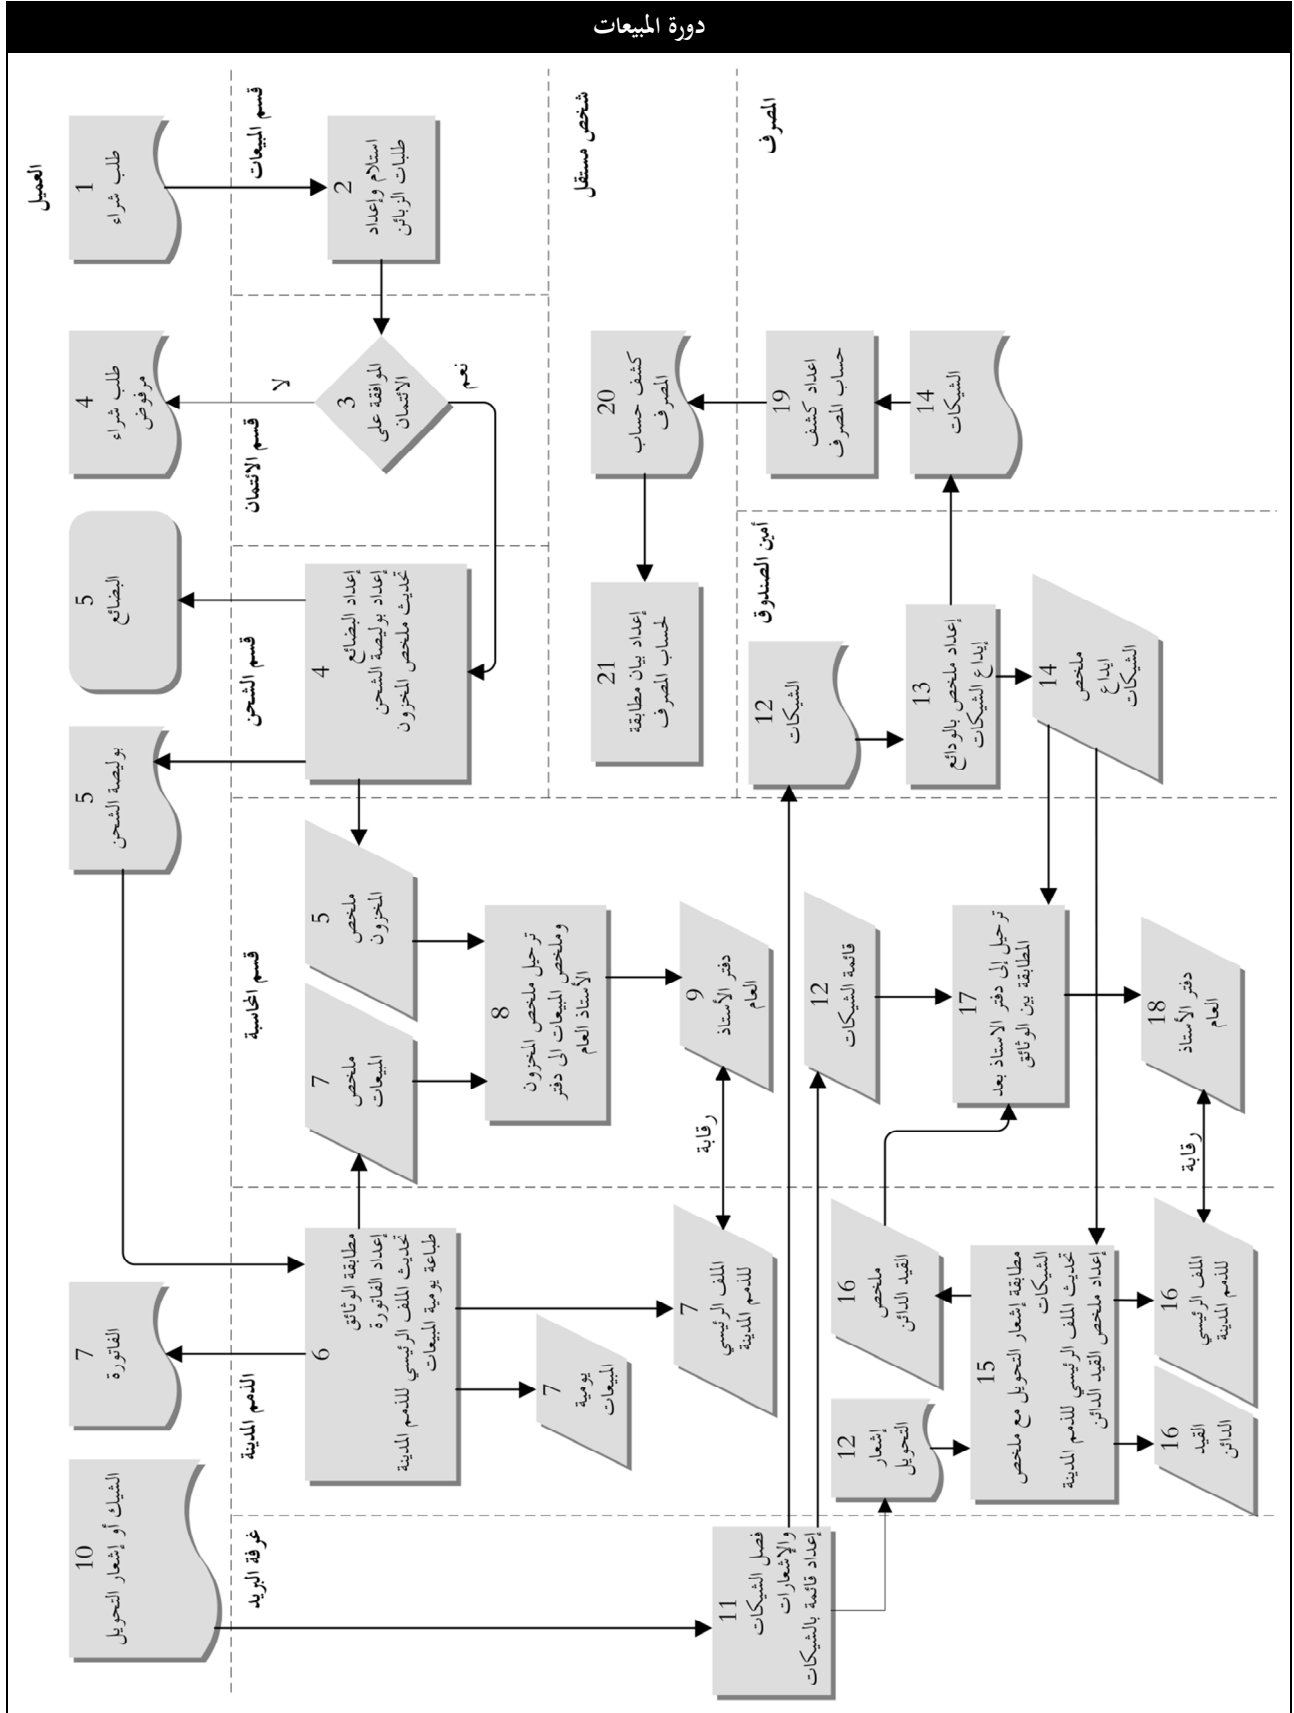 دورة المبيعات
العميل
1
طلب شراء
4
طلب شراء
مرفوض
5
البضائع
5
بوليصة الشحن
7
الفاتورة
10
الشيك أو إشعار التحويل
قسم المبيعات
2
استلام وإعداد
طلبات الزبائن
قسم الائتمان
3
الموافقة على
الائتمان
لا
نعم
قسم الشحن
4
إعداد البضائع
إعداد بوليصة الشحن
تحديث ملخص المخزون
قسم المحاسبة
5
ملخص
المخزون
7
ملخص
المبيعات
8
ترحيل ملخص المخزون
وملخص المبيعات الى دفتر
الأستاذ العام
9
دفتر الأستاذ
العام
رقابة
12
قائمة الشيكات
17
ترحيل إلى دفتر الاستاذ بعد
المطابقة بين الوثائق
18
دفتر الأستاذ
العام
رقابة
الذمم المدينة
6
مطابقة الوثائق
إعداد الفاتورة
تحديث الملف الرئيسي للذمم المدينة
طباعة يومية المبيعات
7
يومية
المبيعات
7
الملف الرئيسي
للذمم المدينة
12
إشعار
التحويل
16
ملخص
القيد الدائن
15
مطابقة إشعار التحويل مع ملخص
الشيكات
تحديث الملف الرئيسي للذمم المدينة
إعداد ملخص القيد الدائن
16
الملف الرئيسي
للذمم المدينة
16
القيد
الدائن
غرفة البريد
11
فصل الشيكات
والإشعارات
إعداد قائمة بالشيكات
شخص مستقل
20
كشف حساب
المصرف
21
إعداد بيان مطابقة
لحساب المصرف
المصرف
19
اعداد كشف
حساب المصرف
14
الشيكات
أمين الصندوق
12
الشيكات
13
إعداد ملخص بالودائع
إيداع الشيكات
14
ملخص
ايداع
الشيكات